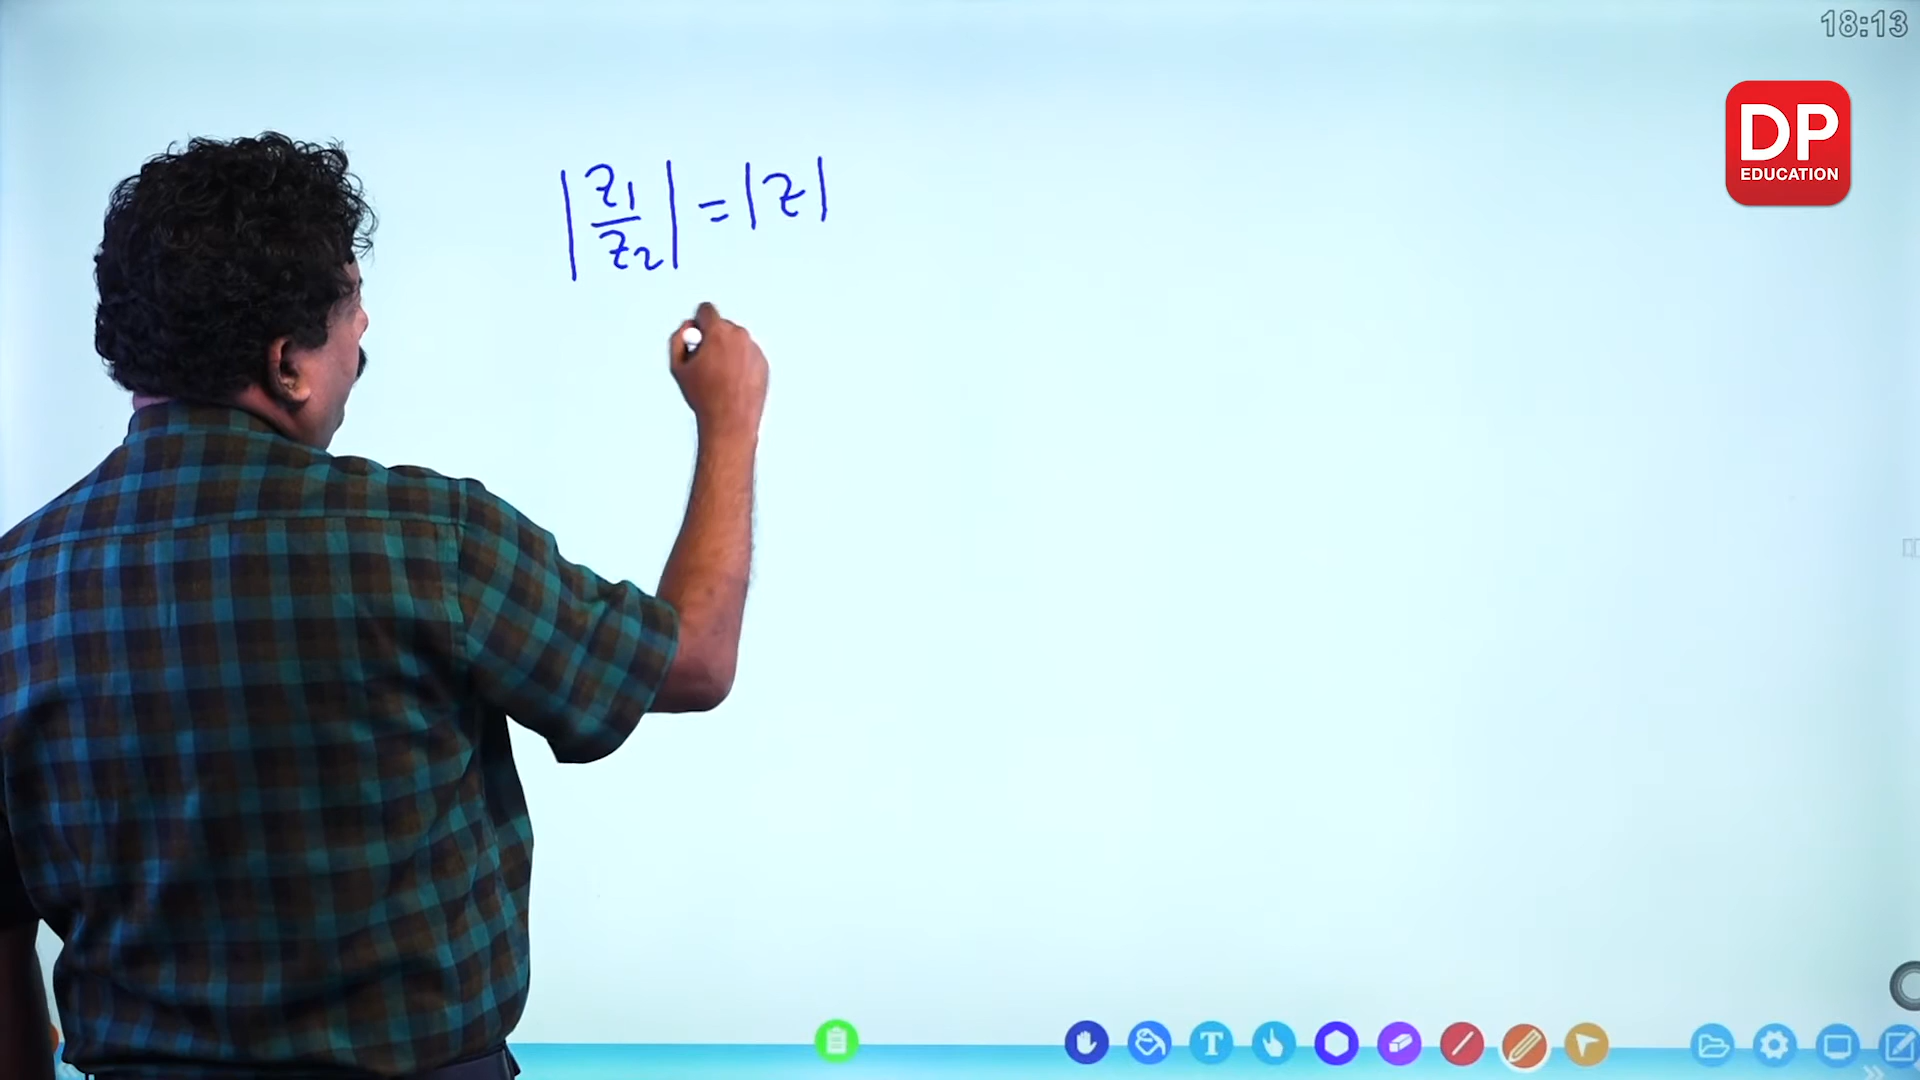 18:13
DP
EDUCATION
|z₁/z₂| = |z|
T